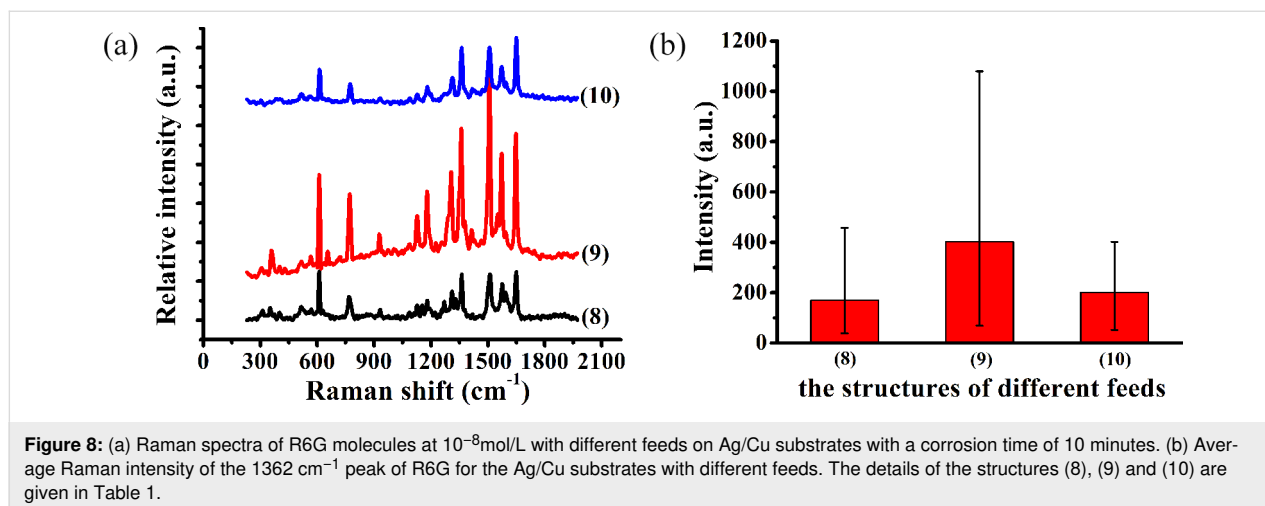 (a)
Relative intensity (a.u.)
(10)
(9)
(8)
0 300 600 900 1200 1500 1800 2100
Raman shift (cm⁻¹)
(b)
Intensity (a.u.)
1200
1000
800
600
400
200
0
(8) (9) (10)
the structures of different feeds
Figure 8: (a) Raman spectra of R6G molecules at 10⁻⁸mol/L with different feeds on Ag/Cu substrates with a corrosion time of 10 minutes. (b) Aver-
age Raman intensity of the 1362 cm⁻¹ peak of R6G for the Ag/Cu substrates with different feeds. The details of the structures (8), (9) and (10) are
given in Table 1.